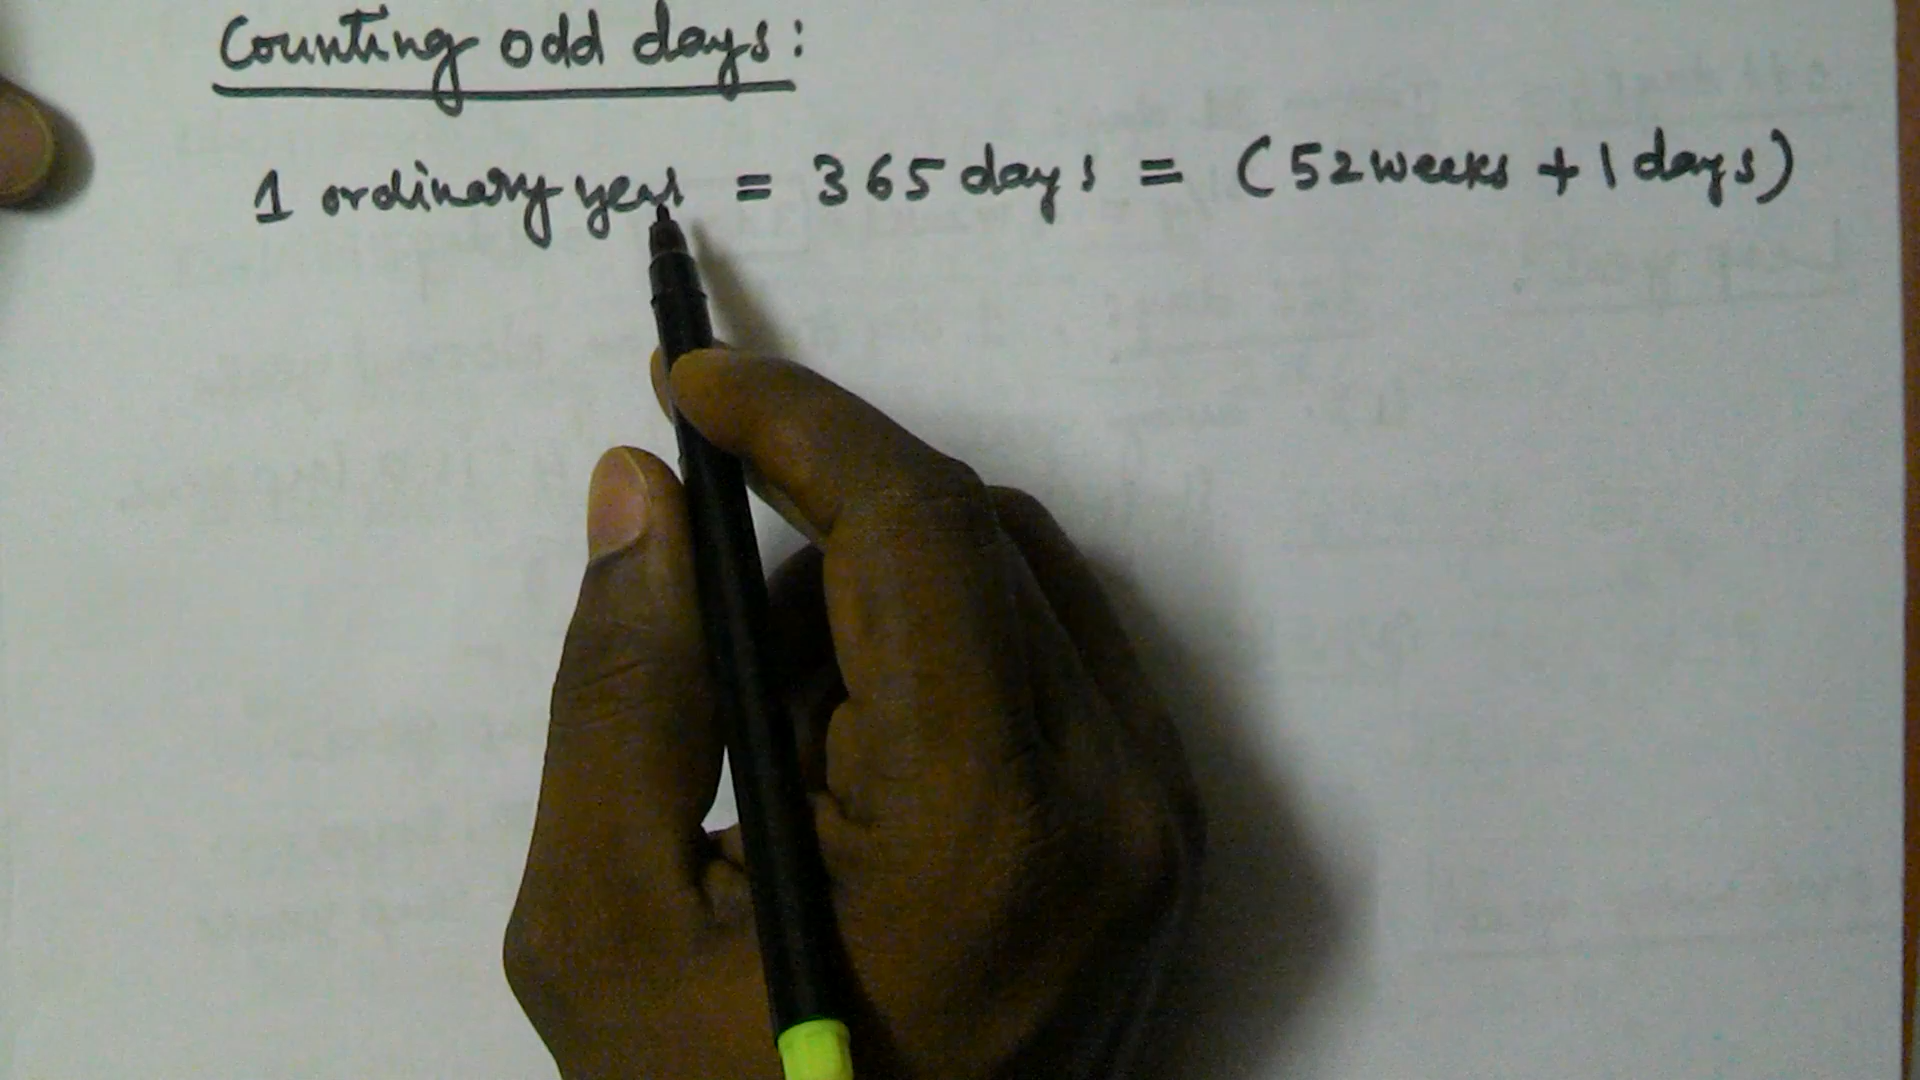 Counting odd days:
1 ordinary year = 365 days = (52 weeks + 1 days)